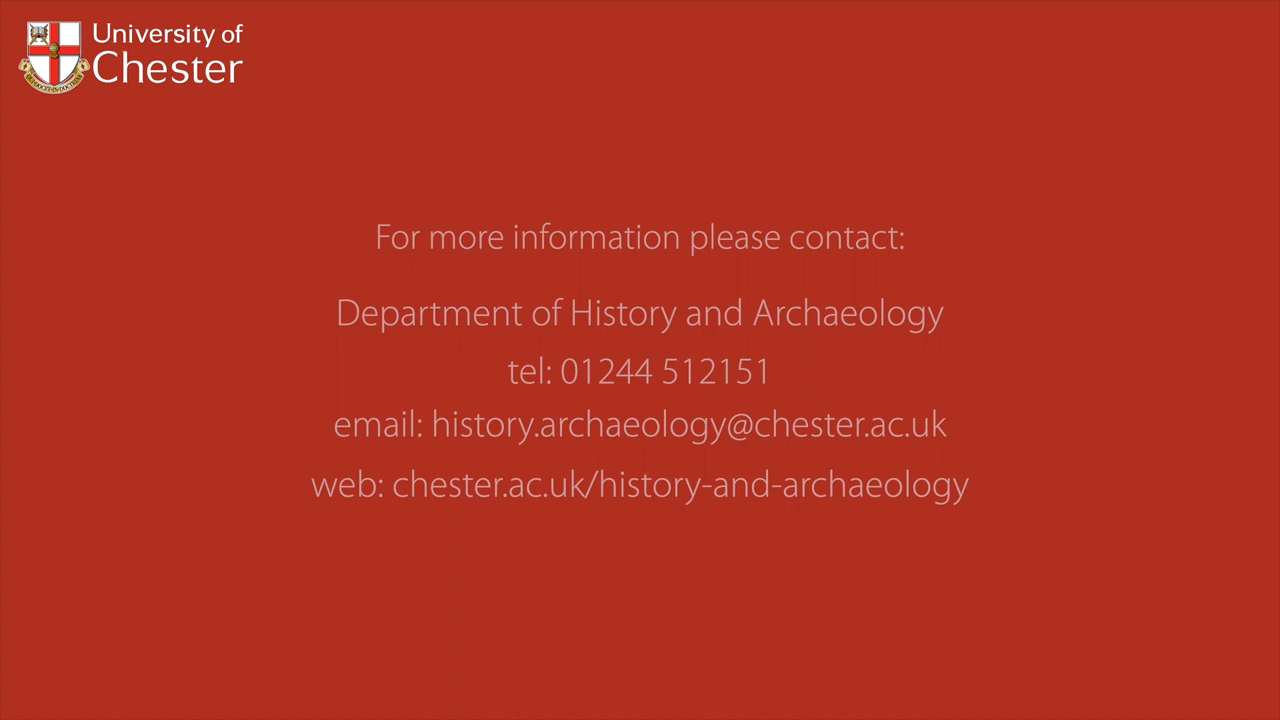 University of
Chester
For more information please contact:
Department of History and Archaeology
tel: 01244 512151
email: history.archaeology@chester.ac.uk
web: chester.ac.uk/history-and-archaeology